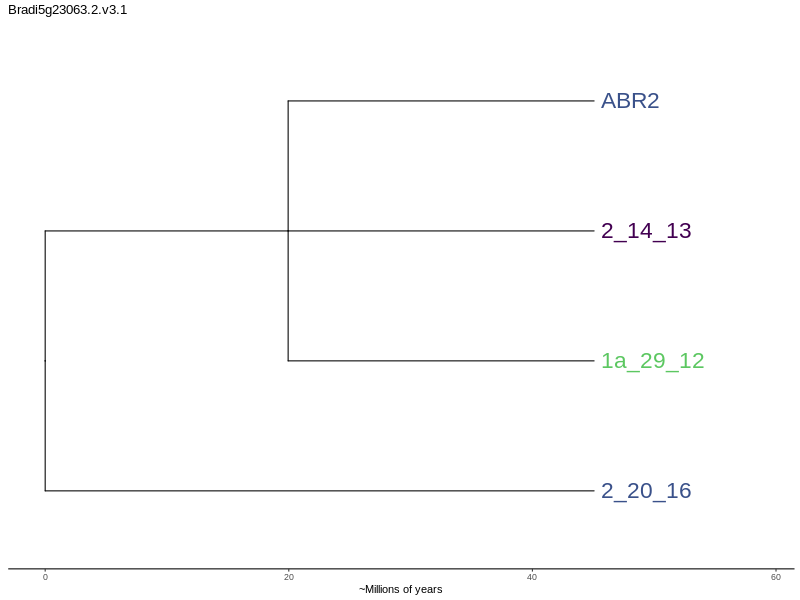 Bradi5g23063.2.v3.1
ABR2
2_14_13
1a_29_12
2_20_16
0 20 40 60
~Millions of years